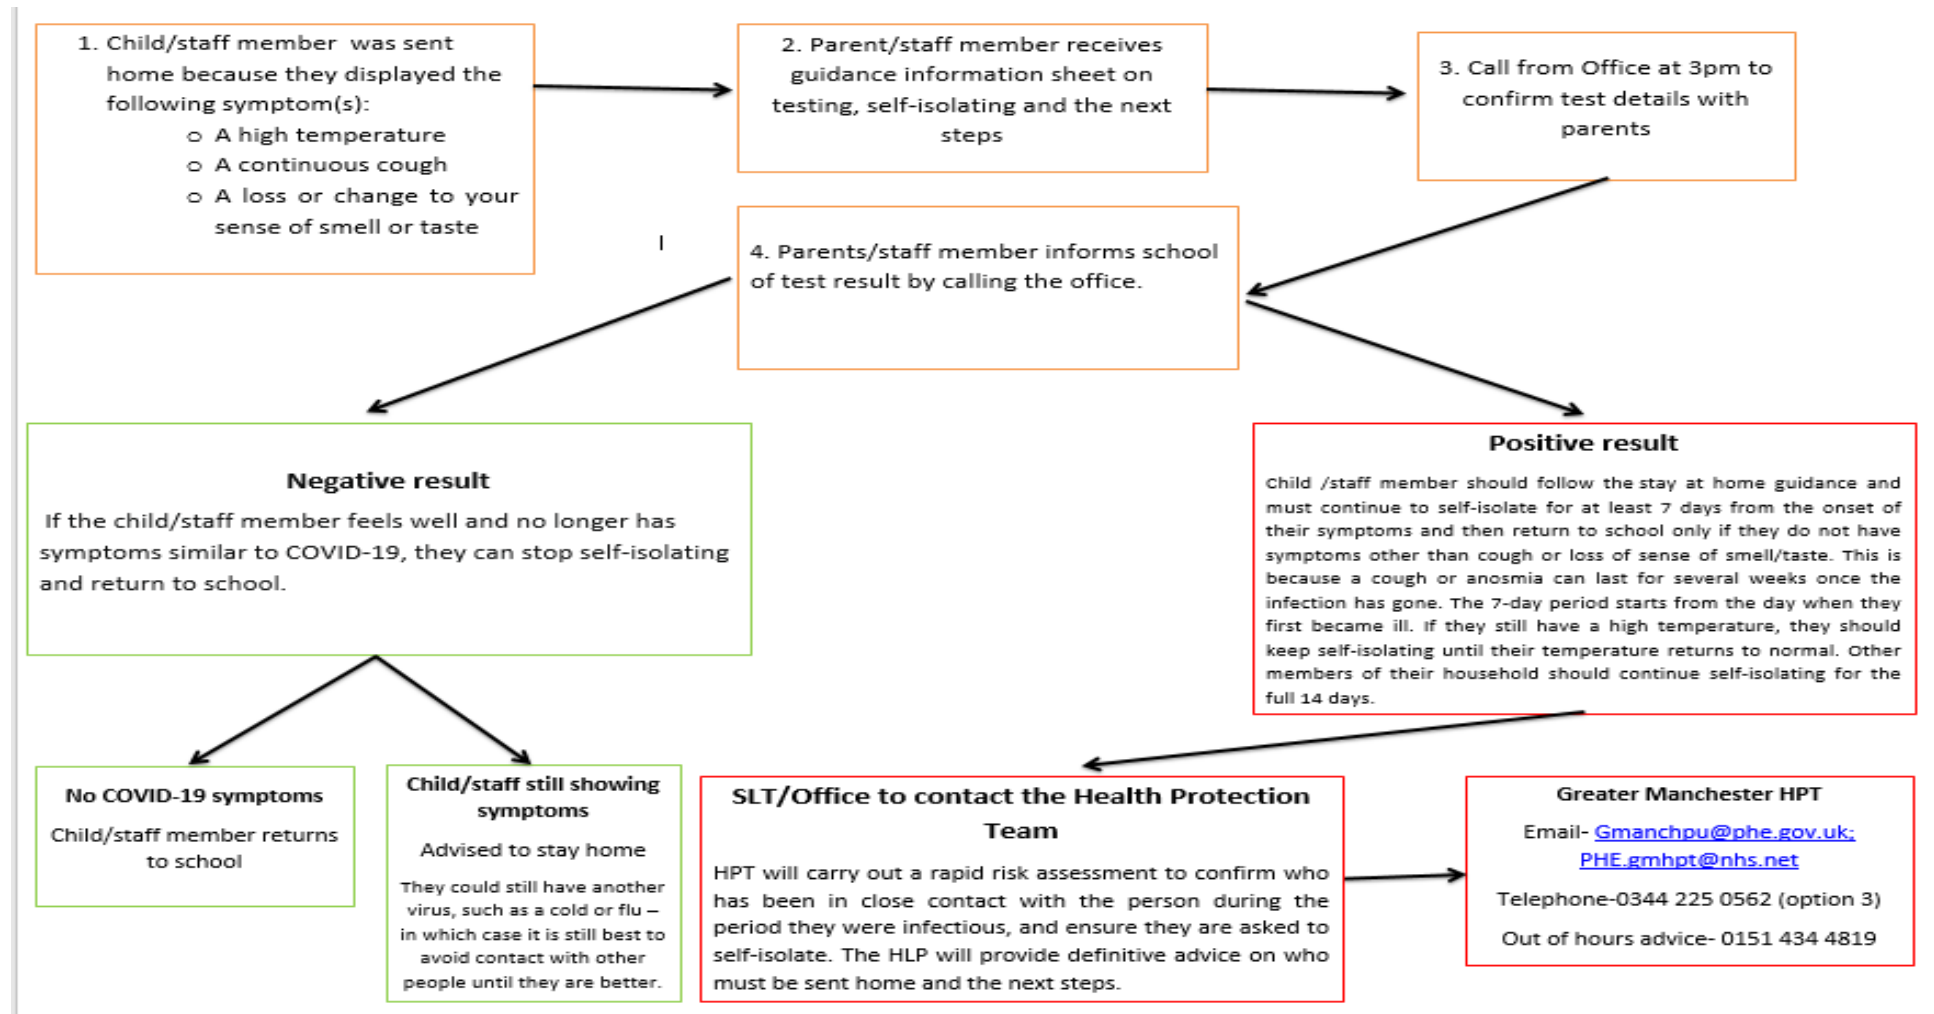 1. Child/staff member was sent
home because they displayed the
following symptom(s):
o A high temperature
o A continuous cough
o A loss or change to your
sense of smell or taste
2. Parent/staff member receives
guidance information sheet on
testing, self-isolating and the next
steps
3. Call from Office at 3pm to
confirm test details with
parents
4. Parents/staff member informs school
of test result by calling the office.
Negative result
If the child/staff member feels well and no longer has
symptoms similar to COVID-19, they can stop self-isolating
and return to school.
Positive result
Child /staff member should follow the stay at home guidance and
must continue to self-isolate for at least 7 days from the onset of
their symptoms and then return to school only if they do not have
symptoms other than cough or loss of sense of smell/taste. This is
because a cough or anosmia can last for several weeks once the
infection has gone. The 7-day period starts from the day when they
first became ill. If they still have a high temperature, they should
keep self-isolating until their temperature returns to normal. Other
members of their household should continue self-isolating for the
full 14 days.
No COVID-19 symptoms
Child/staff member returns
to school
Child/staff still showing
symptoms
Advised to stay home
They could still have another
virus, such as a cold or flu –
in which case it is still best to
avoid contact with other
people until they are better.
SLT/Office to contact the Health Protection
Team
HPT will carry out a rapid risk assessment to confirm who
has been in close contact with the person during the
period they were infectious, and ensure they are asked to
self-isolate. The HLP will provide definitive advice on who
must be sent home and the next steps.
Greater Manchester HPT
Email- Gmanchpu@phe.gov.uk;
PHE.gmhpt@nhs.net
Telephone-0344 225 0562 (option 3)
Out of hours advice- 0151 434 4819